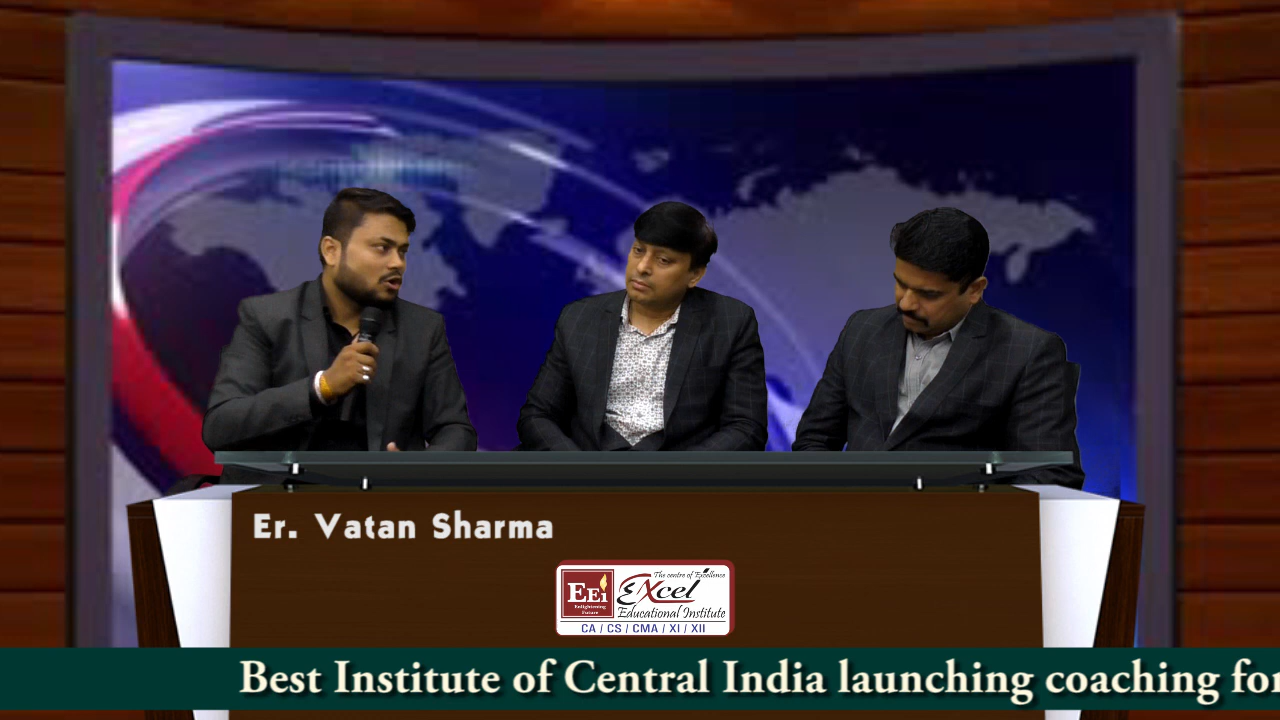 Er. Vatan Sharma
The centre of Excellence
EEi
Excel
Enlightening
Future
Educational Institute
CA / CS / CMA / XI / XII
Best Institute of Central India launching coaching for